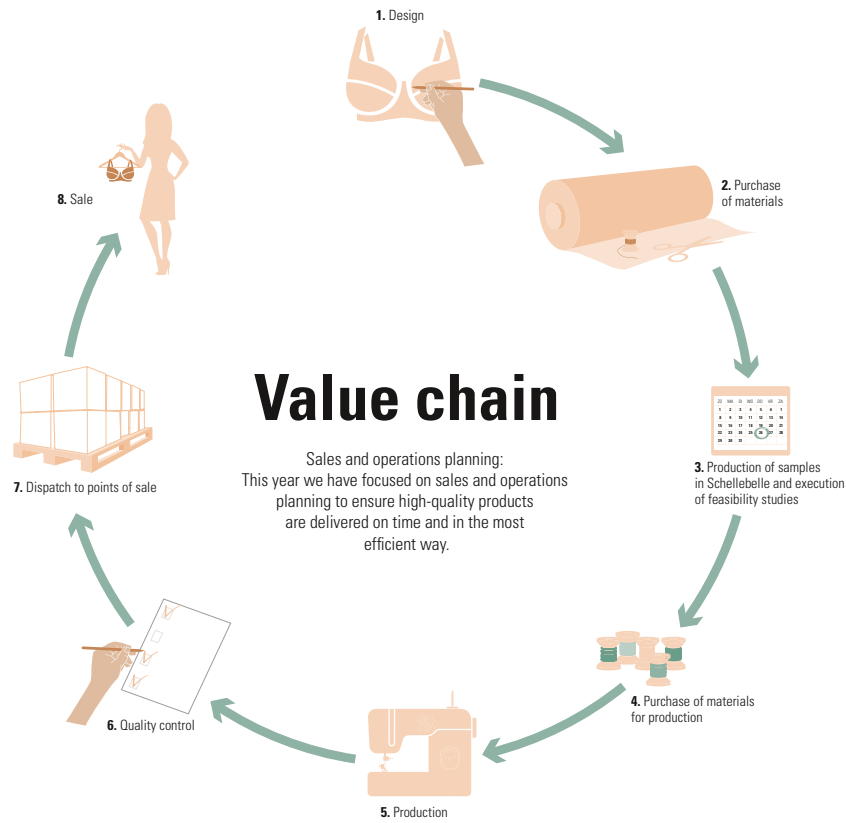 1. Design
2. Purchase
of materials
8. Sale
Value chain
Sales and operations planning:
This year we have focused on sales and operations
planning to ensure high-quality products
are delivered on time and in the most
efficient way.
3. Production of samples
in Schellebelle and execution
of feasibility studies
7. Dispatch to points of sale
4. Purchase of materials
for production
6. Quality control
5. Production